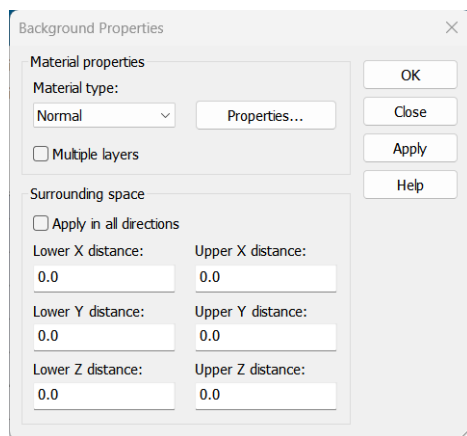 Background Properties
Material properties
Material type:
Normal
Properties...
Multiple layers
Surrounding space
Apply in all directions
Lower X distance:
Upper X distance:
0.0
0.0
Lower Y distance:
Upper Y distance:
0.0
0.0
Lower Z distance:
Upper Z distance:
0.0
0.0
OK
Close
Apply
Help